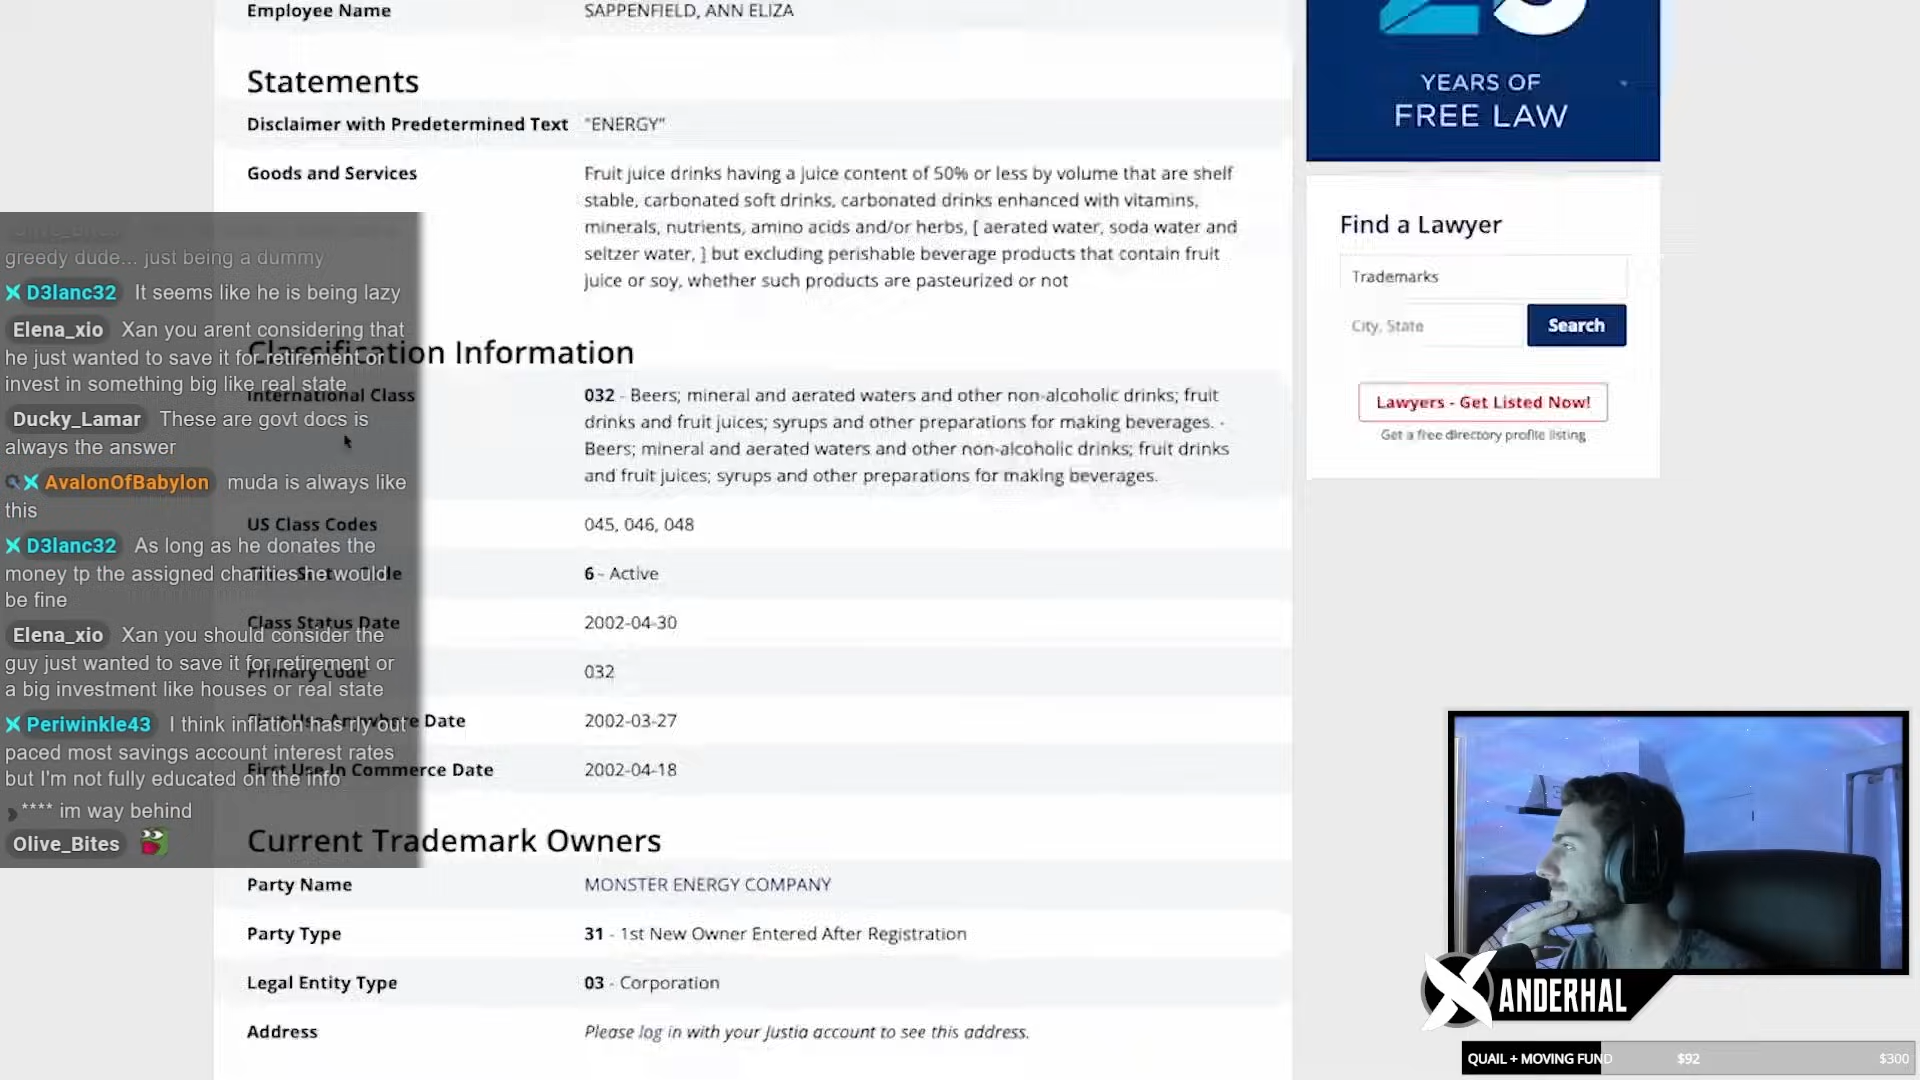 Employee Name SAPPENFIELD, ANN ELIZA
Statements
Disclaimer with Predetermined Text "ENERGY"
Goods and Services Fruit juice drinks having a juice content of 50% or less by volume that are shelf
stable, carbonated soft drinks, carbonated drinks enhanced with vitamins,
minerals, nutrients, amino acids and/or herbs, [ aerated water, soda water and
seltzer water, ] but excluding perishable beverage products that contain fruit
juice or soy, whether such products are pasteurized or not
Classification Information
International Class 032 - Beers; mineral and aerated waters and other non-alcoholic drinks; fruit
drinks and fruit juices; syrups and other preparations for making beverages. -
Beers; mineral and aerated waters and other non-alcoholic drinks; fruit drinks
and fruit juices; syrups and other preparations for making beverages.
US Class Codes 045, 046, 048
6 - Active
Class Status Date 2002-04-30
Primary Code 032
First Use Anywhere Date 2002-03-27
First Use In Commerce Date 2002-04-18
Current Trademark Owners
Party Name MONSTER ENERGY COMPANY
Party Type 31 - 1st New Owner Entered After Registration
Legal Entity Type 03 - Corporation
Address Please log in with your Justia account to see this address.
greedy dude... just being a dummy
D3lanc32 It seems like he is being lazy
Elena_xio Xan you arent considering that
he just wanted to save it for retirement or
invest in something big like real state
Ducky_Lamar These are govt docs is
always the answer
AvalonOfBabylon muda is always like
this
D3lanc32 As long as he donates the
money tp the assigned charities he would
be fine
Elena_xio Xan you should consider the
guy just wanted to save it for retirement or
a big investment like houses or real state
Periwinkle43 I think inflation has rly out
paced most savings account interest rates
but I'm not fully educated on the info
**** im way behind
Olive_Bites
YEARS OF
FREE LAW
Find a Lawyer
Trademarks
City, State Search
Lawyers - Get Listed Now!
Get a free directory profile listing
XANDERHAL
QUAIL + MOVING FUND $92 $300